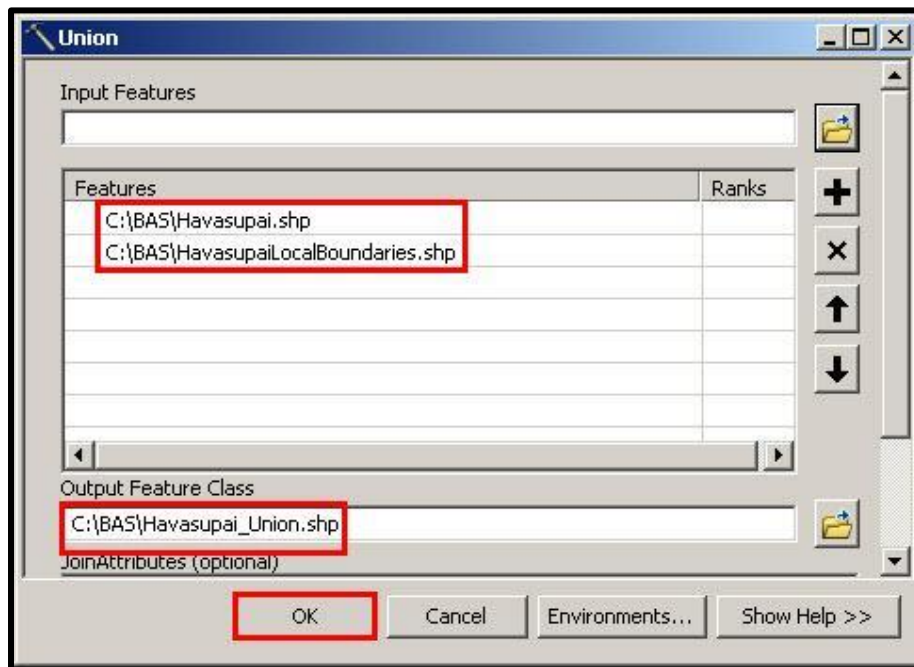 Union
Input Features
Features Ranks
C:\BAS\Havasupai.shp
C:\BAS\HavasupaiLocalBoundaries.shp
Output Feature Class
C:\BAS\Havasupai_Union.shp
JoinAttributes (optional)
OK Cancel Environments... Show Help >>